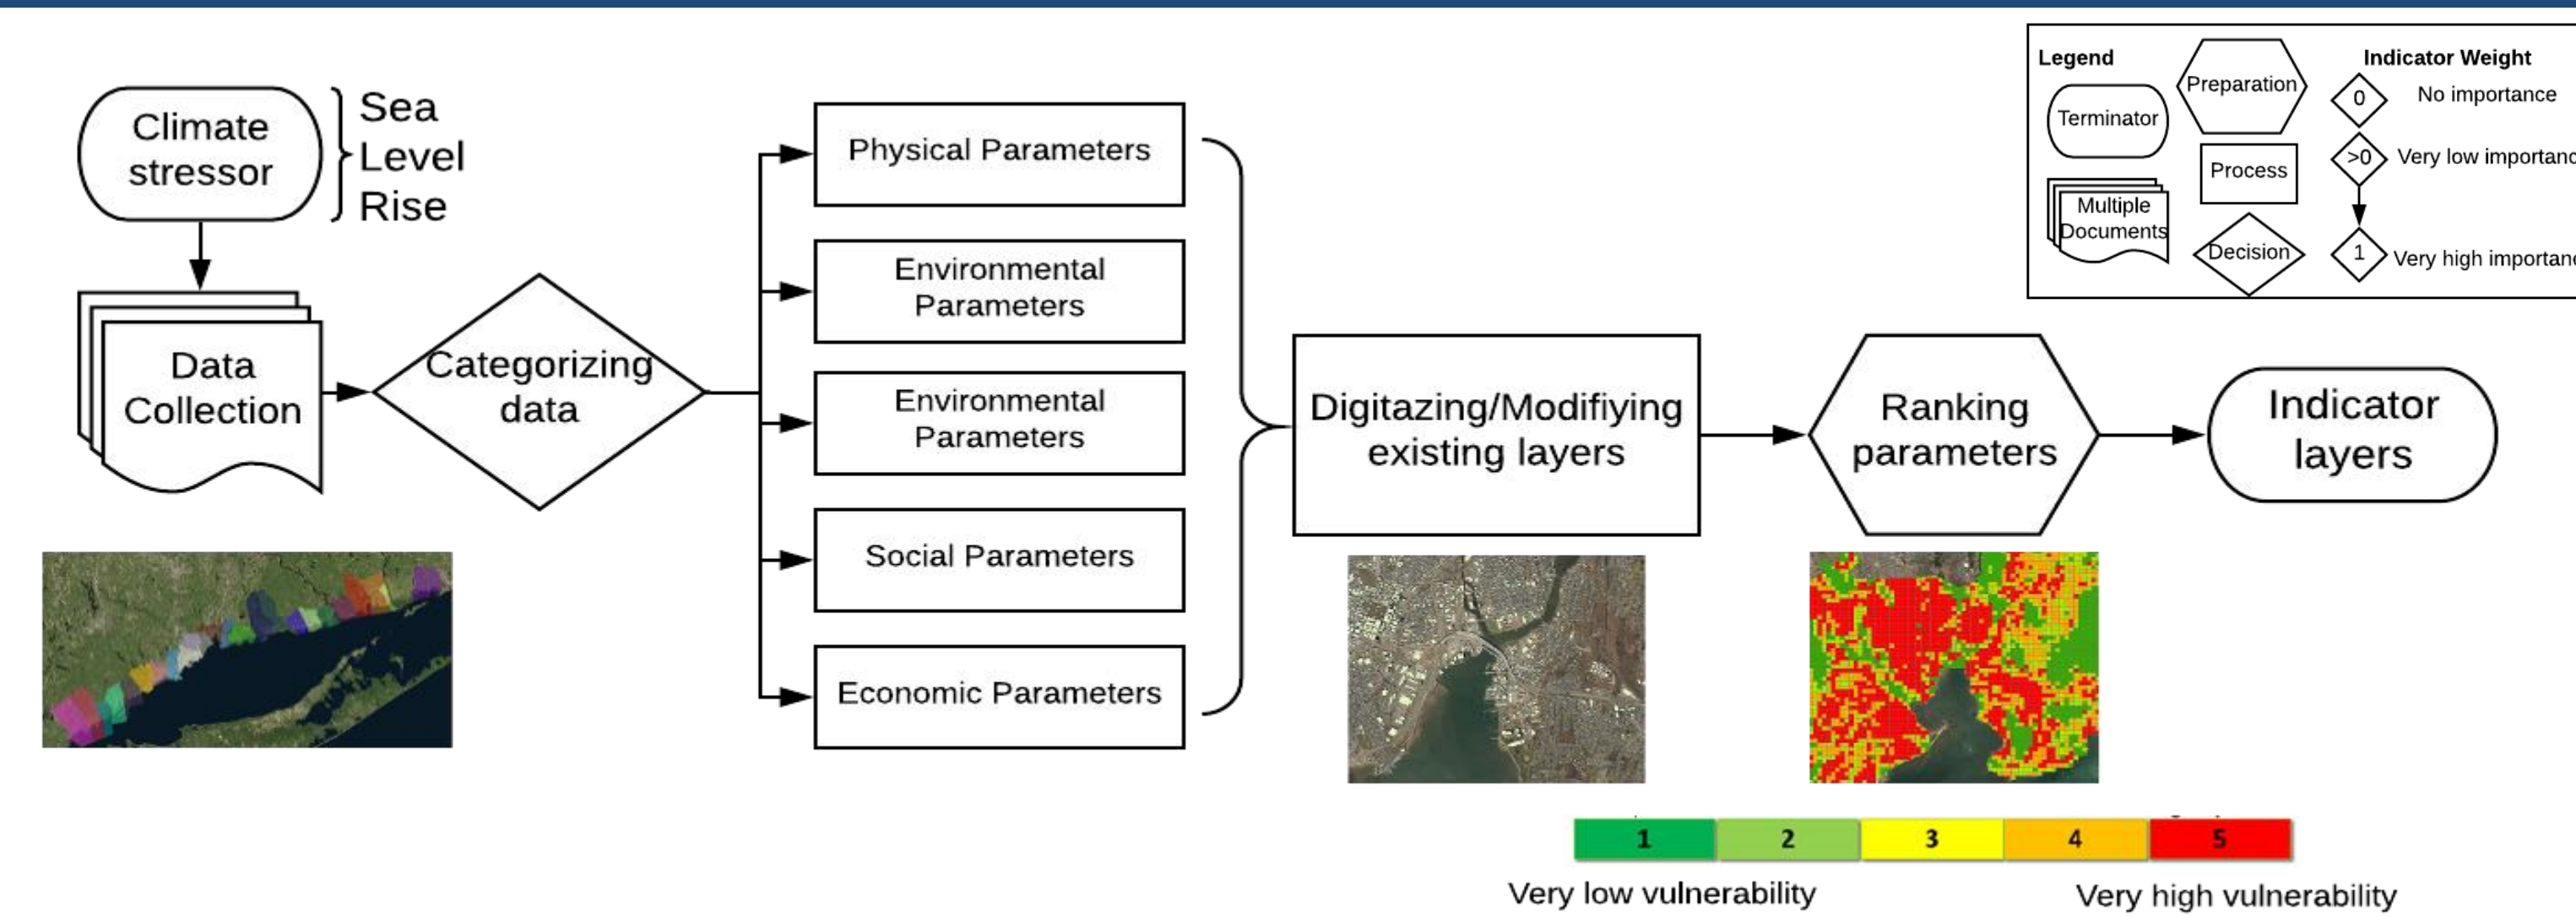 Climate
stressor
Sea
Level
Rise
Data
Collection
Categorizing
data
Physical Parameters
Environmental
Parameters
Environmental
Parameters
Social Parameters
Economic Parameters
Digitazing/Modifiying
existing layers
Ranking
parameters
Indicator
layers
Legend
Terminator
Multiple
Documents
Preparation
Process
Decision
Indicator Weight
0 No importance
>0 Very low importanc
1 Very high importanc
1 2 3 4 5
Very low vulnerability Very high vulnerability